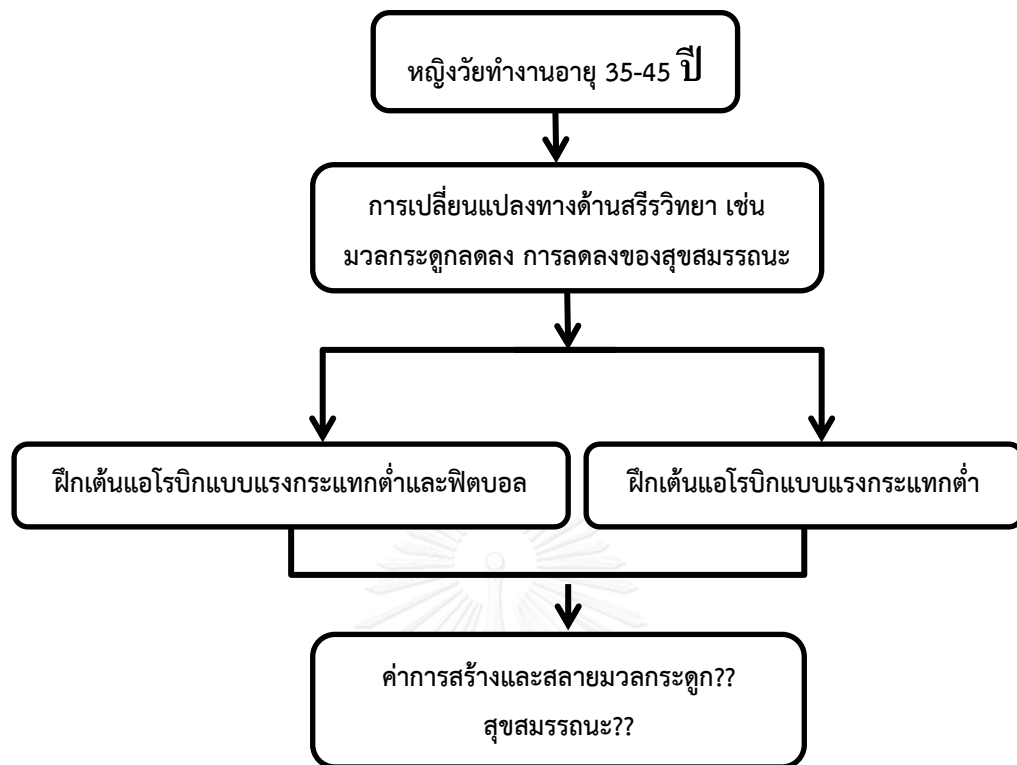 หญิงวัยทำงานอายุ 35-45 ปี
การเปลี่ยนแปลงทางด้านสรีรวิทยา เช่น
มวลกระดูกลดลง การลดลงของสุขสมรรถนะ
ฝึกเต้นแอโรบิกแบบแรงกระแทกต่ำและฟิตบอล
ฝึกเต้นแอโรบิกแบบแรงกระแทกต่ำ
ค่าการสร้างและสลายมวลกระดูก??
สุขสมรรถนะ??